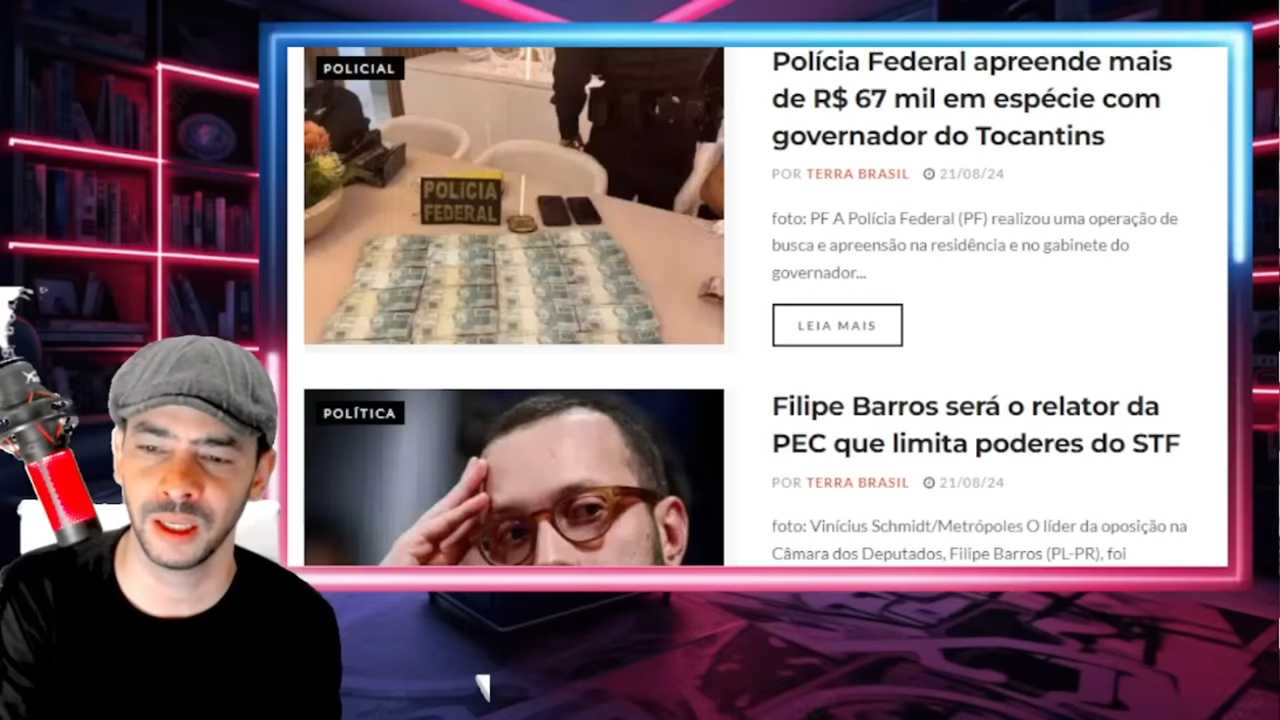 POLICIAL
POLÍCIA
FEDERAL
Polícia Federal apreende mais
de R$ 67 mil em espécie com
governador do Tocantins
POR TERRA BRASIL 21/08/24
foto: PF A Polícia Federal (PF) realizou uma operação de
busca e apreensão na residência e no gabinete do
governador...
LEIA MAIS
POLÍTICA
Filipe Barros será o relator da
PEC que limita poderes do STF
POR TERRA BRASIL 21/08/24
foto: Vinícius Schmidt/Metrópoles O líder da oposição na
Câmara dos Deputados, Filipe Barros (PL-PR), foi